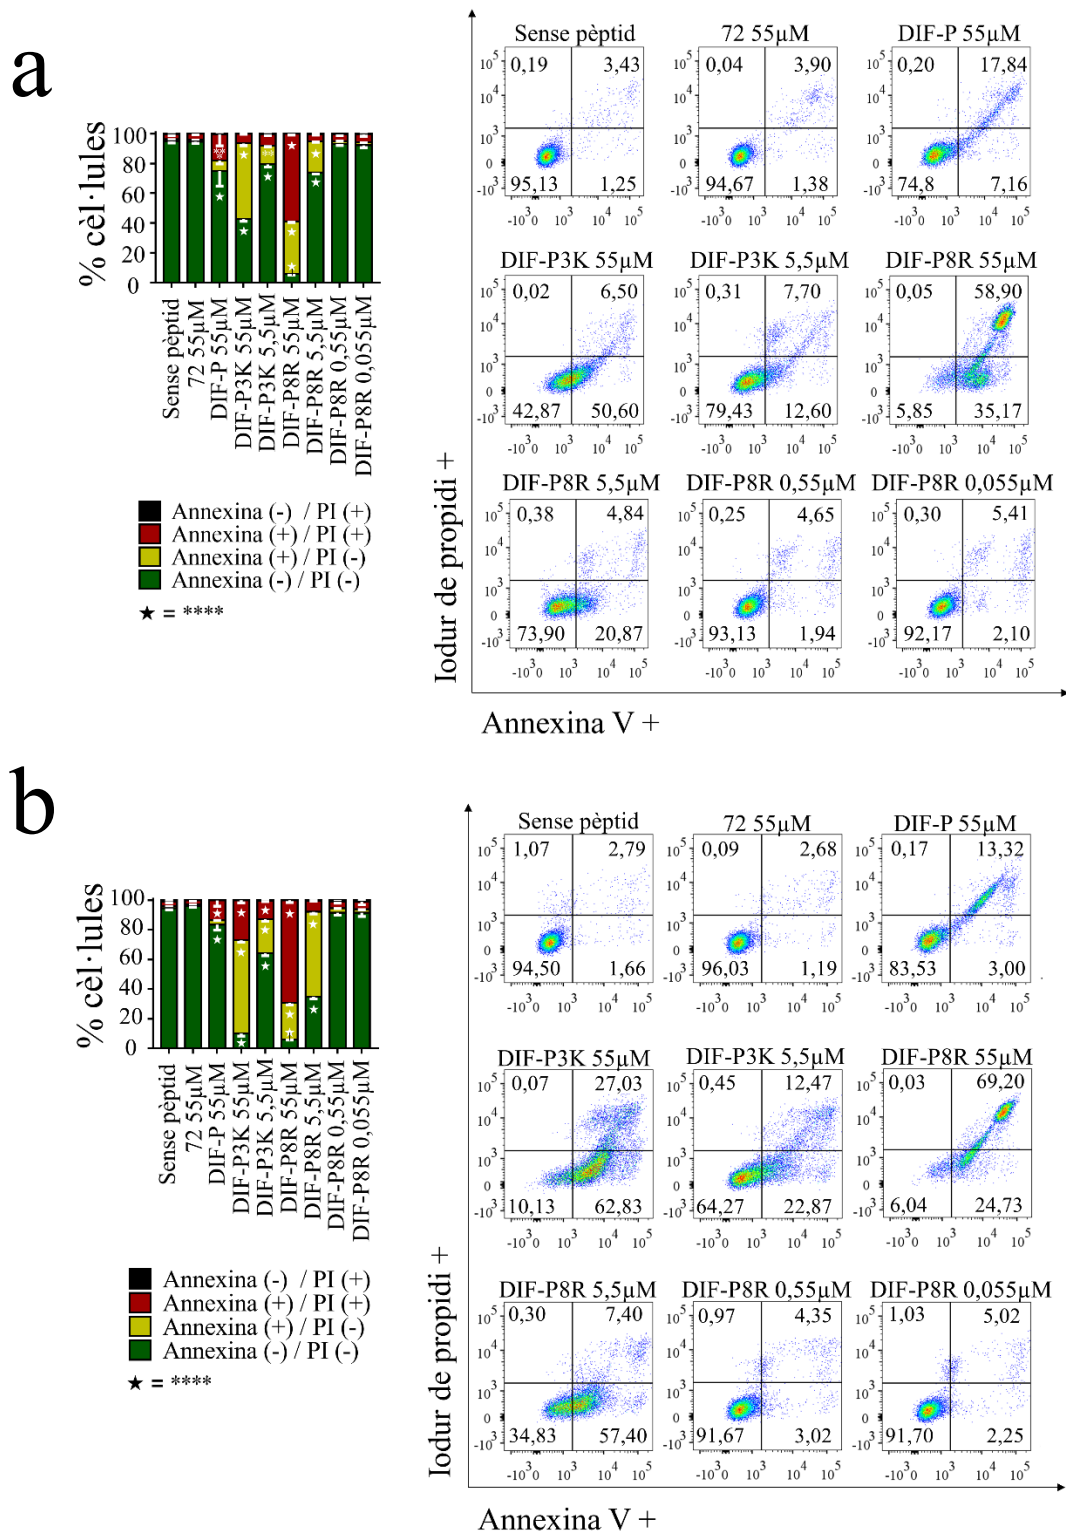 a
% cèl·lules
100
80
60
40
20
0
Sense pèptid
72 55µM
DIF-P 55µM
DIF-P3K 55µM
DIF-P3K 5,5µM
DIF-P8R 55µM
DIF-P8R 5,5µM
DIF-P8R 0,55µM
DIF-P8R 0,055µM
Annexina (-) / PI (+)
Annexina (+) / PI (+)
Annexina (+) / PI (-)
Annexina (-) / PI (-)
★ = ****
Iodur de propidi +
Sense pèptid
0,19 3,43
95,13 1,25
72 55µM
0,04 3,90
94,67 1,38
DIF-P 55µM
0,20 17,84
74,8 7,16
DIF-P3K 55µM
0,02 6,50
42,87 50,60
DIF-P3K 5,5µM
0,31 7,70
79,43 12,60
DIF-P8R 55µM
0,05 58,90
5,85 35,17
DIF-P8R 5,5µM
0,38 4,84
73,90 20,87
DIF-P8R 0,55µM
0,25 4,65
93,13 1,94
DIF-P8R 0,055µM
0,30 5,41
92,17 2,10
Annexina V +
b
% cèl·lules
100
80
60
40
20
0
Sense pèptid
72 55µM
DIF-P 55µM
DIF-P3K 55µM
DIF-P3K 5,5µM
DIF-P8R 55µM
DIF-P8R 5,5µM
DIF-P8R 0,55µM
DIF-P8R 0,055µM
Annexina (-) / PI (+)
Annexina (+) / PI (+)
Annexina (+) / PI (-)
Annexina (-) / PI (-)
★ = ****
Iodur de propidi +
Sense pèptid
1,07 2,79
94,50 1,66
72 55µM
0,09 2,68
96,03 1,19
DIF-P 55µM
0,17 13,32
83,53 3,00
DIF-P3K 55µM
0,07 27,03
10,13 62,83
DIF-P3K 5,5µM
0,45 12,47
64,27 22,87
DIF-P8R 55µM
0,03 69,20
6,04 24,73
DIF-P8R 5,5µM
0,30 7,40
34,83 57,40
DIF-P8R 0,55µM
0,97 4,35
91,67 3,02
DIF-P8R 0,055µM
1,03 5,02
91,70 2,25
Annexina V +